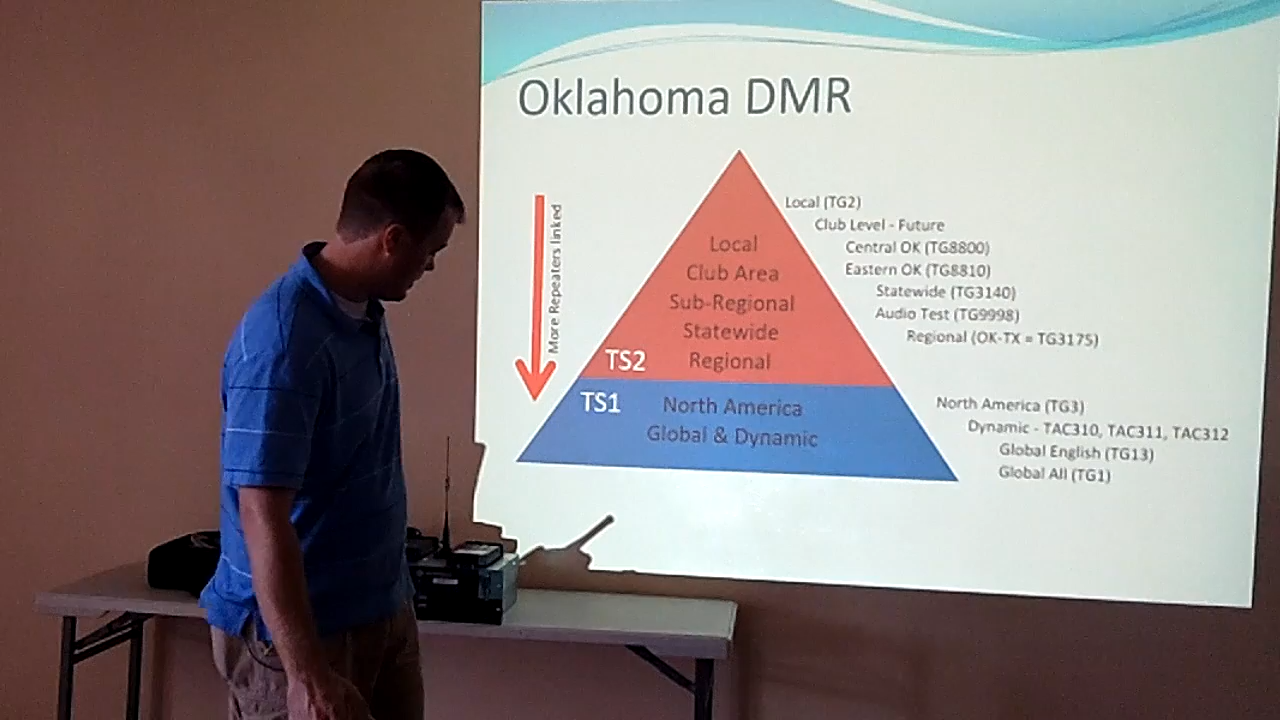 Oklahoma DMR
More Repeaters linked
Local
Club Area
Sub-Regional
Statewide
Regional
TS2
TS1
North America
Global & Dynamic
Local (TG2)
Club Level - Future
Central OK (TG8800)
Eastern OK (TG8810)
Statewide (TG3140)
Audio Test (TG9998)
Regional (OK-TX = TG3175)
North America (TG3)
Dynamic - TAC310, TAC311, TAC312
Global English (TG13)
Global All (TG1)